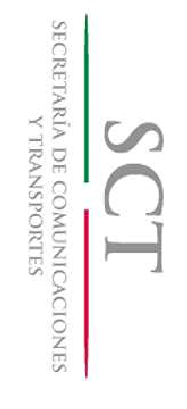 SCT
SECRETARÍA DE COMUNICACIONES
Y TRANSPORTES